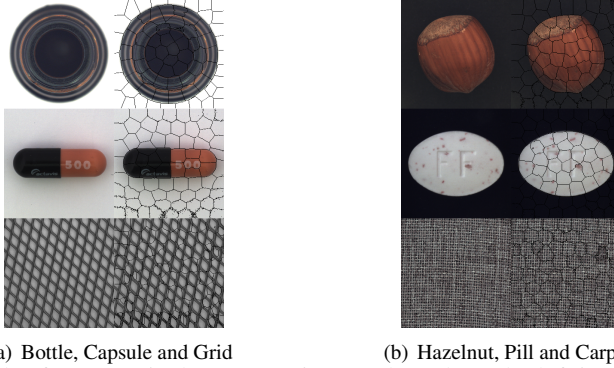 500
500
FF
a) Bottle, Capsule and Grid
(b) Hazelnut, Pill and Carp